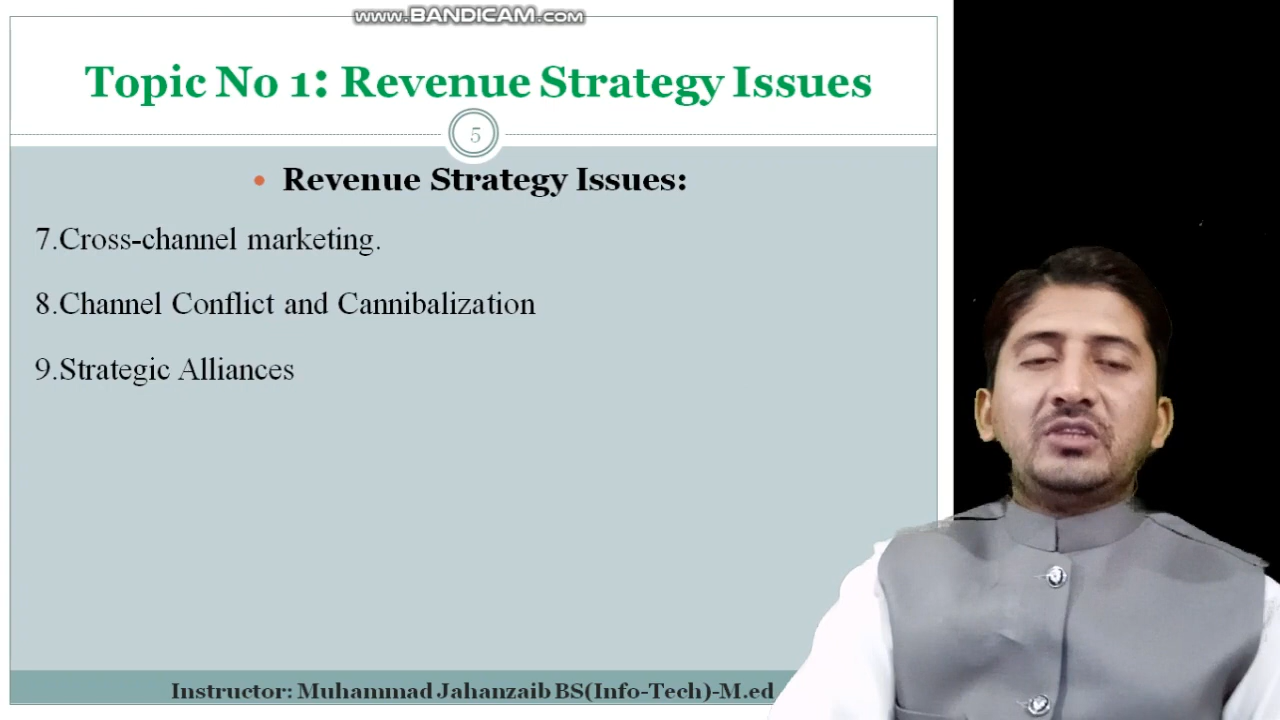 www.BANDICAM.com
Topic No 1: Revenue Strategy Issues
5
• Revenue Strategy Issues:
7.Cross-channel marketing.
8.Channel Conflict and Cannibalization
9.Strategic Alliances
Instructor: Muhammad Jahanzaib BS(Info-Tech)-M.ed